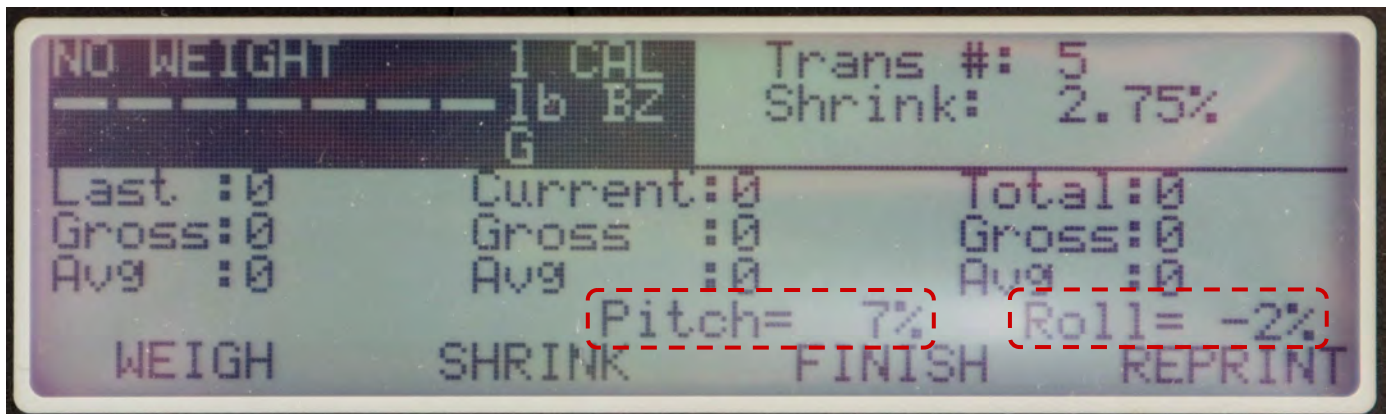 NO WEIGHT 1 CAL
-------lb BZ
G
Trans #: 5
Shrink: 2.75%
Last :0 Current:0 Total:0
Gross:0 Gross :0 Gross:0
Avg :0 Avg :0 Avg :0
Pitch= 7% Roll= -2%
WEIGH SHRINK FINISH REPRINT